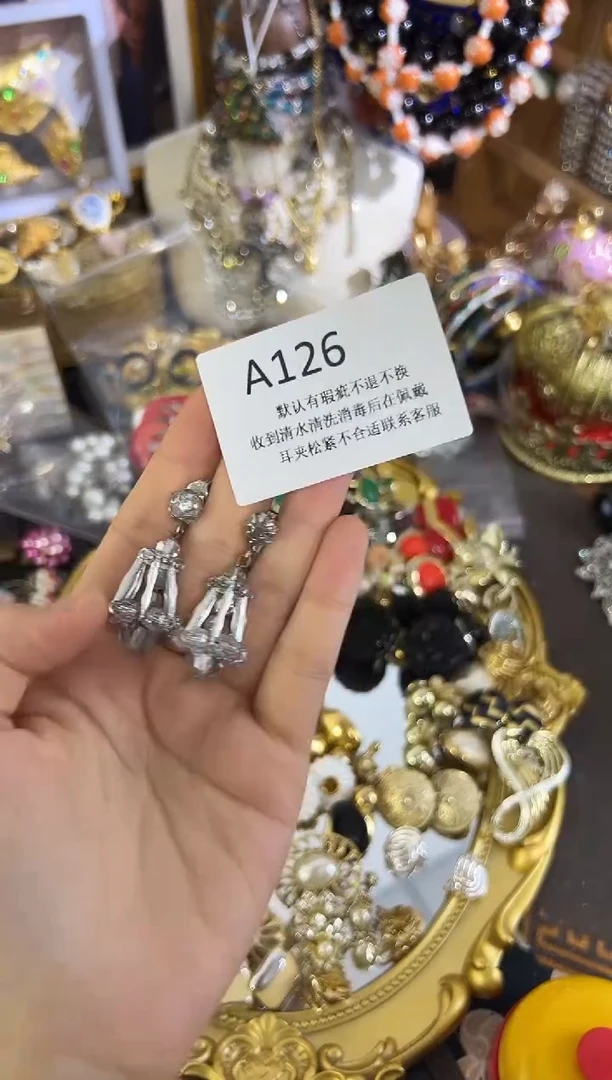 A126
默认有瑕疵不退不换
收到清水清洗消毒后在佩戴
耳夹松紧不合适联系客服